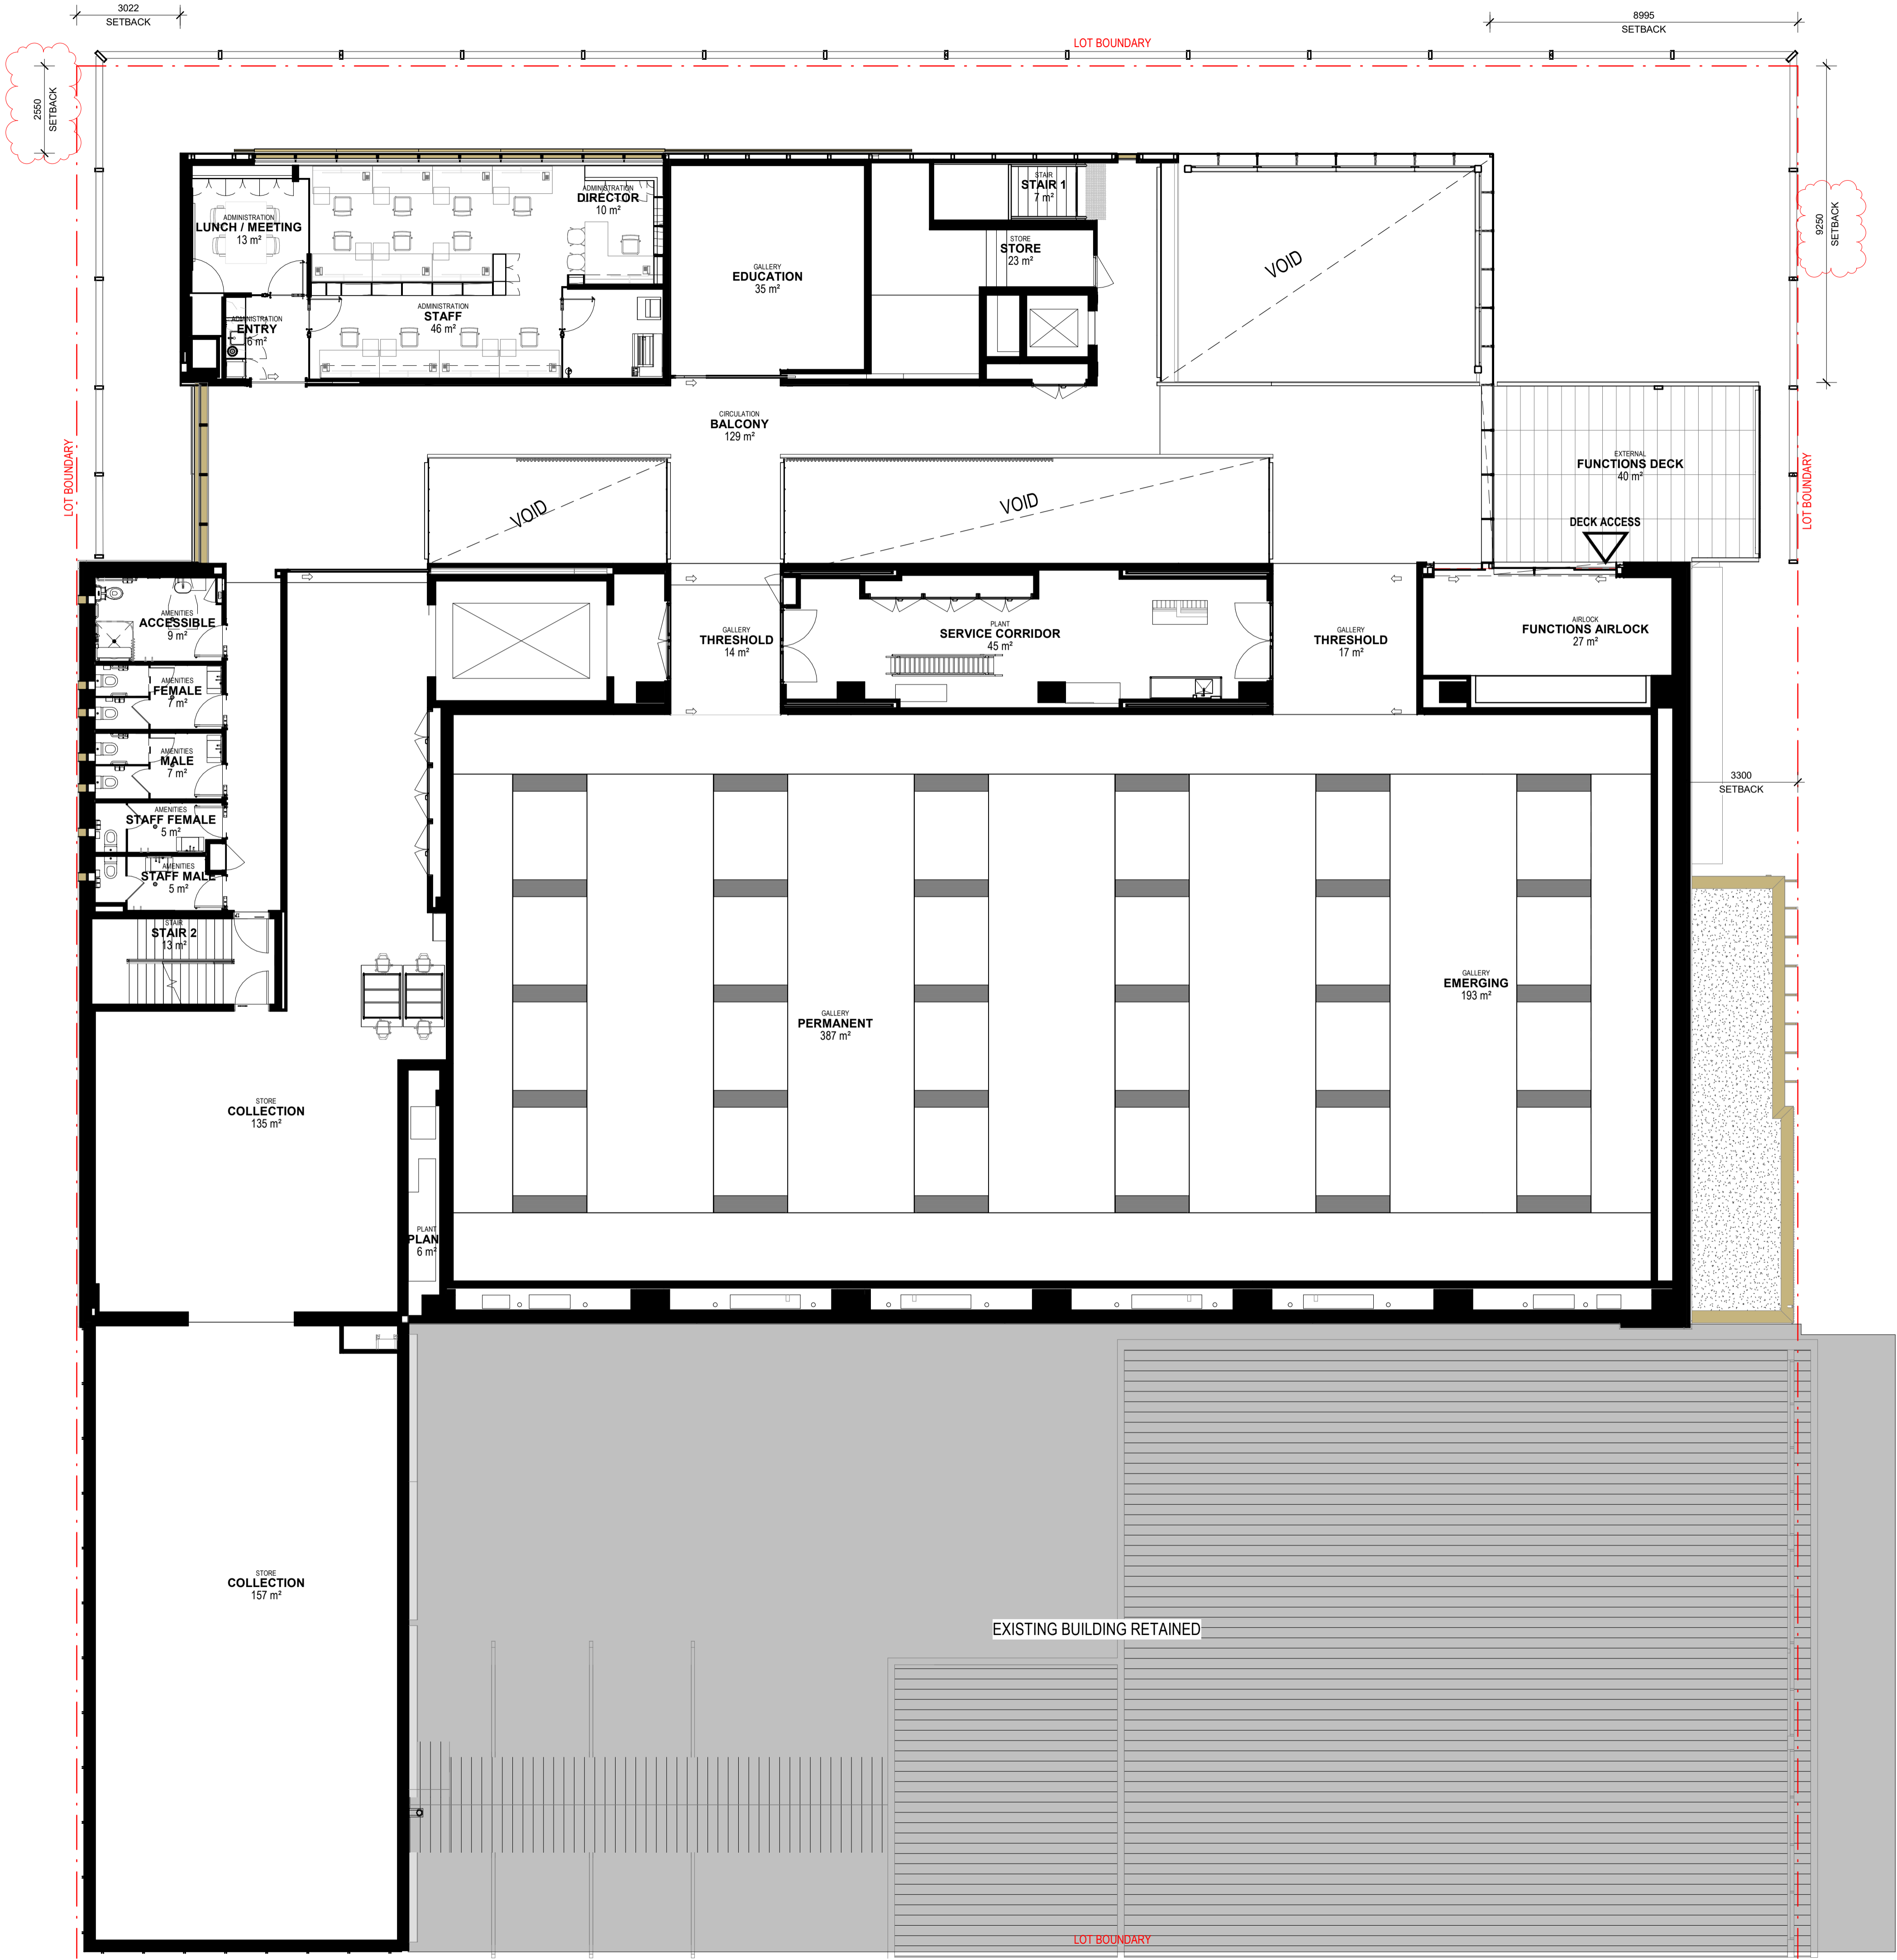 3022
SETBACK
8995
SETBACK
LOT BOUNDARY
2550
SETBACK
9250
SETBACK
ADMINISTRATION
LUNCH / MEETING
13 m²
ADMINISTRATION
DIRECTOR
10 m²
STAIR
STAIR 1
7 m²
STORE
STORE
23 m²
GALLERY
EDUCATION
35 m²
VOID
ADMINISTRATION
ENTRY
6 m²
ADMINISTRATION
STAFF
46 m²
CIRCULATION
BALCONY
129 m²
EXTERNAL
FUNCTIONS DECK
40 m²
DECK ACCESS
LOT BOUNDARY
LOT BOUNDARY
VOID
VOID
AMENITIES
ACCESSIBLE
9 m²
GALLERY
THRESHOLD
14 m²
PLANT
SERVICE CORRIDOR
45 m²
GALLERY
THRESHOLD
17 m²
AIRLOCK
FUNCTIONS AIRLOCK
27 m²
AMENITIES
FEMALE
7 m²
AMENITIES
MALE
7 m²
3300
SETBACK
AMENITIES
STAFF FEMALE
5 m²
AMENITIES
STAFF MALE
5 m²
STAIR
STAIR 2
13 m²
GALLERY
EMERGING
193 m²
GALLERY
PERMANENT
387 m²
STORE
COLLECTION
135 m²
PLANT
PLAN
6 m²
STORE
COLLECTION
157 m²
EXISTING BUILDING RETAINED
LOT BOUNDARY